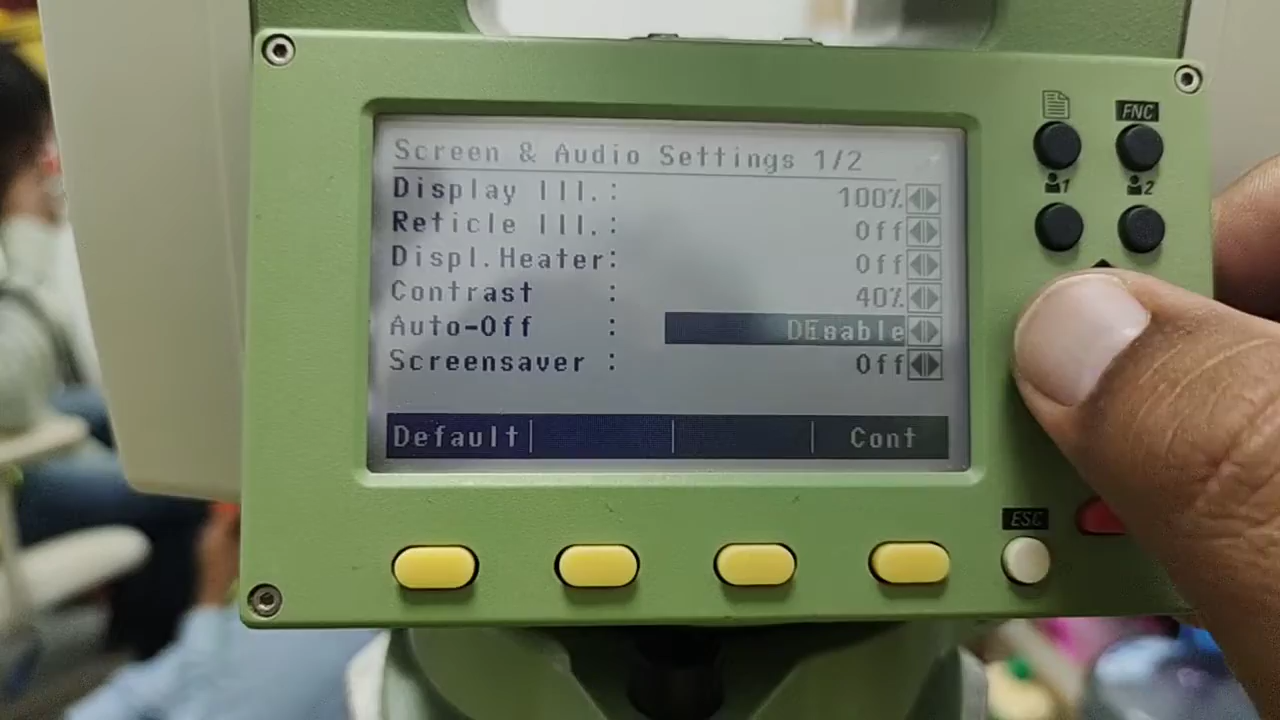 Screen & Audio Settings 1/2
Display Ill.: 100%
Reticle Ill.: Off
Displ.Heater: Off
Contrast : 40%
Auto-Off : DEsable
Screensaver : Off
Default Cont
FNC
1 2
ESC